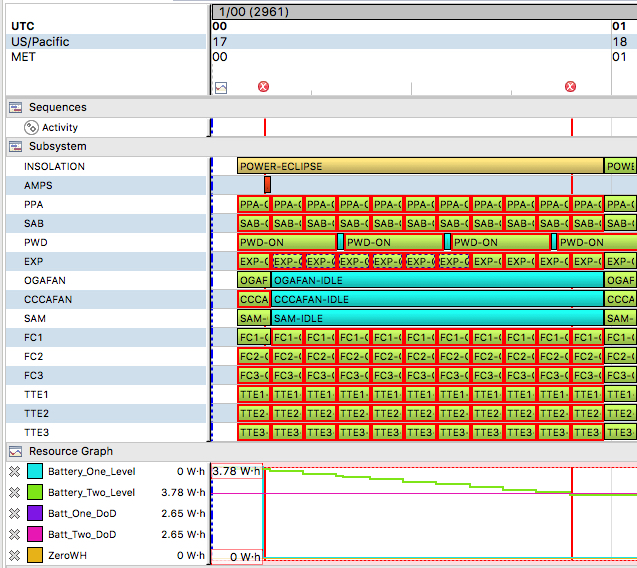 1/00 (2961)
UTC 00 01
US/Pacific 17 18
MET 00 01
Sequences
Activity
Subsystem
INSOLATION POWER-ECLIPSE POWE
AMPS
PPA PPA-C PPA-C PPA-C PPA-C PPA-C PPA-C PPA-C PPA-C PPA-C PPA-C PPA-C PPA-C
SAB SAB-C SAB-C SAB-C SAB-C SAB-C SAB-C SAB-C SAB-C SAB-C SAB-C SAB-C SAB-C
PWD PWD-ON PWD-ON PWD-ON PWD-ON
EXP EXP-C EXP-C EXP-C EXP-C EXP-C EXP-C EXP-C EXP-C EXP-C EXP-C EXP-C EXP-C
OGAFAN OGAF OGAFAN-IDLE OGAF
CCCAFAN CCCA CCCAFAN-IDLE CCCA
SAM SAM- SAM-IDLE SAM-
FC1 FC1-C FC1-C FC1-C FC1-C FC1-C FC1-C FC1-C FC1-C FC1-C FC1-C FC1-C FC1-C
FC2 FC2-C FC2-C FC2-C FC2-C FC2-C FC2-C FC2-C FC2-C FC2-C FC2-C FC2-C FC2-C
FC3 FC3-C FC3-C FC3-C FC3-C FC3-C FC3-C FC3-C FC3-C FC3-C FC3-C FC3-C FC3-C
TTE1 TTE1- TTE1- TTE1- TTE1- TTE1- TTE1- TTE1- TTE1- TTE1- TTE1- TTE1- TTE1-
TTE2 TTE2- TTE2- TTE2- TTE2- TTE2- TTE2- TTE2- TTE2- TTE2- TTE2- TTE2- TTE2-
TTE3 TTE3- TTE3- TTE3- TTE3- TTE3- TTE3- TTE3- TTE3- TTE3- TTE3- TTE3- TTE3-
Resource Graph
Battery_One_Level 0 W·h 3.78 W·h
Battery_Two_Level 3.78 W·h
Batt_One_DoD 2.65 W·h
Batt_Two_DoD 2.65 W·h
ZeroWH 0 W·h 0 W·h